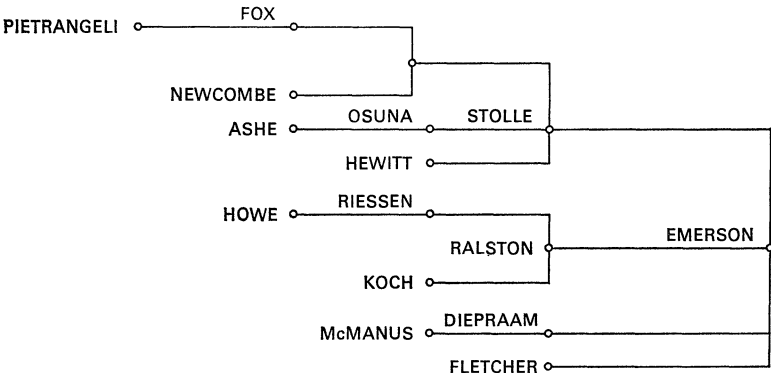 FOX
PIETRANGELI
NEWCOMBE
OSUNA STOLLE
ASHE
HEWITT
RIESSEN
HOWE
EMERSON
RALSTON
KOCH
DIEPRAAM
McMANUS
FLETCHER